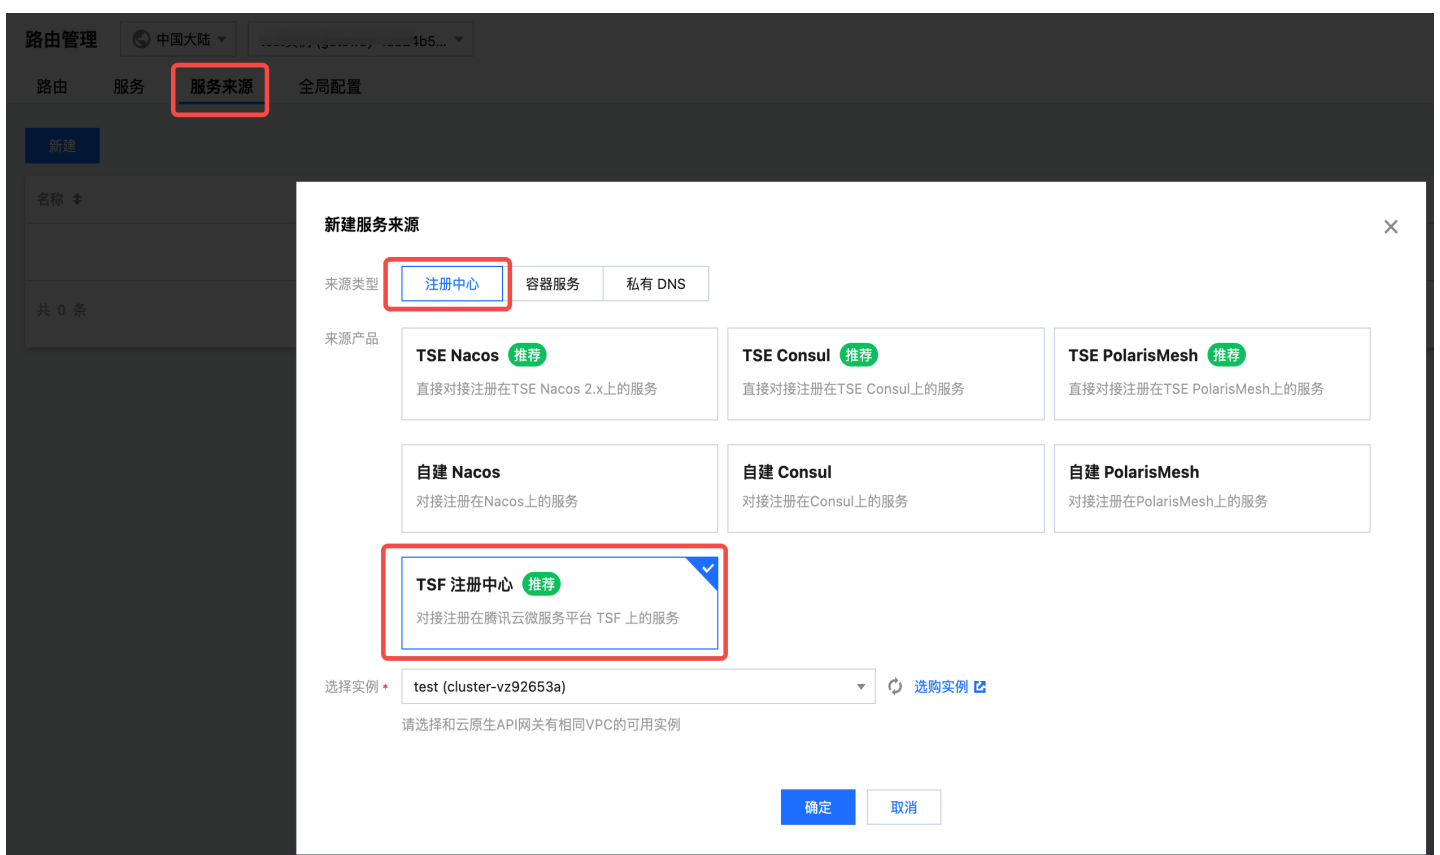 路由管理 中国大陆
路由 服务 服务来源 全局配置
新建
名称
共 0 条
新建服务来源
来源类型 注册中心 容器服务 私有 DNS
来源产品
TSE Nacos 推荐 TSE Consul 推荐 TSE PolarisMesh 推荐
直接对接注册在TSE Nacos 2.x上的服务 直接对接注册在TSE Consul上的服务 直接对接注册在TSE PolarisMesh上的服务
自建 Nacos 自建 Consul 自建 PolarisMesh
对接注册在Nacos上的服务 对接注册在Consul上的服务 对接注册在PolarisMesh上的服务
TSF 注册中心 推荐
对接注册在腾讯云微服务平台 TSF 上的服务
选择实例 * test (cluster-vz92653a) 选购实例
请选择和云原生API网关有相同VPC的可用实例
确定 取消